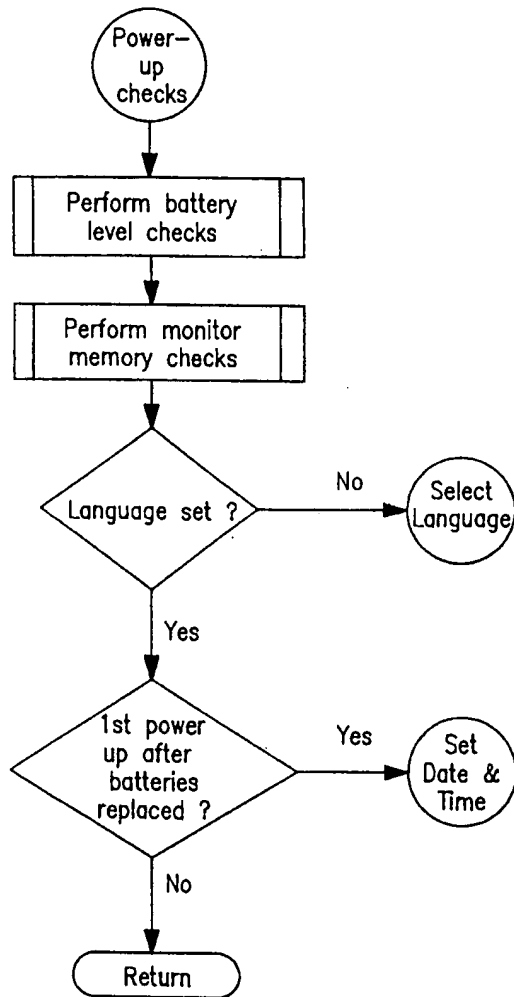 Power-
up
checks
Perform battery
level checks
Perform monitor
memory checks
Language set ?
No
Select
Language
Yes
1st power
up after
batteries
replaced ?
Yes
Set
Date &
Time
No
Return